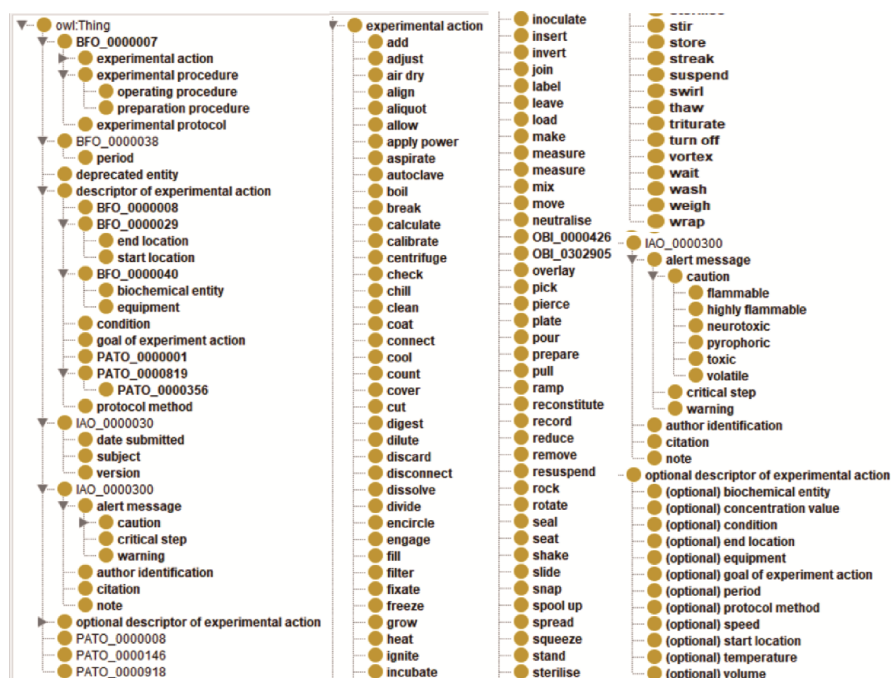 owl:Thing
BFO_0000007
experimental action
experimental procedure
operating procedure
preparation procedure
experimental protocol
BFO_0000038
period
deprecated entity
descriptor of experimental action
BFO_0000008
BFO_0000029
end location
start location
BFO_0000040
biochemical entity
equipment
condition
goal of experiment action
PATO_0000001
PATO_0000819
PATO_0000356
protocol method
IAO_0000030
date submitted
subject
version
IAO_0000300
alert message
caution
critical step
warning
author identification
citation
note
optional descriptor of experimental action
PATO_0000008
PATO_0000146
PATO_0000918
experimental action
add
adjust
air dry
align
aliquot
allow
apply power
aspirate
autoclave
boil
break
calculate
calibrate
centrifuge
check
chill
clean
coat
connect
cool
count
cover
cut
digest
dilute
discard
disconnect
dissolve
divide
encircle
engage
fill
filter
fixate
freeze
grow
heat
ignite
incubate
inoculate
insert
invert
join
label
leave
load
make
measure
measure
mix
move
neutralise
OBI_0000426
OBI_0302905
overlay
pick
pierce
plate
pour
prepare
pull
ramp
reconstitute
record
reduce
remove
resuspend
rock
rotate
seal
seat
shake
slide
snap
spool up
spread
squeeze
stand
sterilise
stir
store
streak
suspend
swirl
thaw
triturate
turn off
vortex
wait
wash
weigh
wrap
IAO_0000300
alert message
caution
flammable
highly flammable
neurotoxic
pyrophoric
toxic
volatile
critical step
warning
author identification
citation
note
optional descriptor of experimental action
(optional) biochemical entity
(optional) concentration value
(optional) condition
(optional) end location
(optional) equipment
(optional) goal of experiment action
(optional) period
(optional) protocol method
(optional) speed
(optional) start location
(optional) temperature
(optional) volume